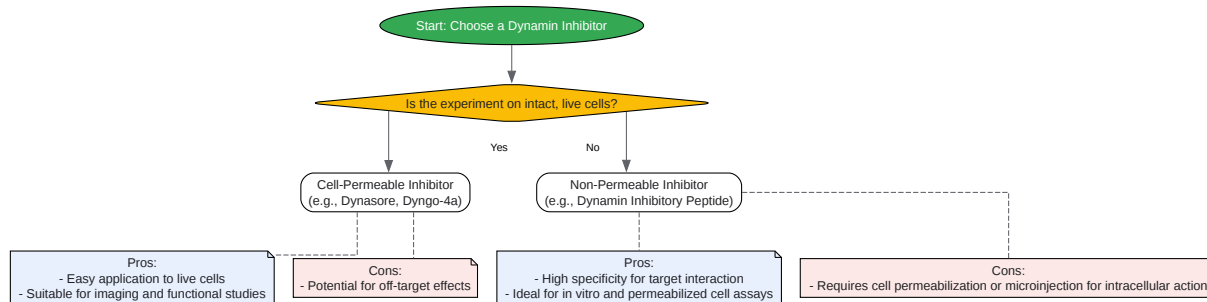 Start: Choose a Dynamin Inhibitor
Is the experiment on intact, live cells?
Yes
No
Cell-Permeable Inhibitor
(e.g., Dynasore, Dyngo-4a)
Non-Permeable Inhibitor
(e.g., Dynamin Inhibitory Peptide)
Pros:
- Easy application to live cells
- Suitable for imaging and functional studies
Cons:
- Potential for off-target effects
Pros:
- High specificity for target interaction
- Ideal for in vitro and permeabilized cell assays
Cons:
- Requires cell permeabilization or microinjection for intracellular action